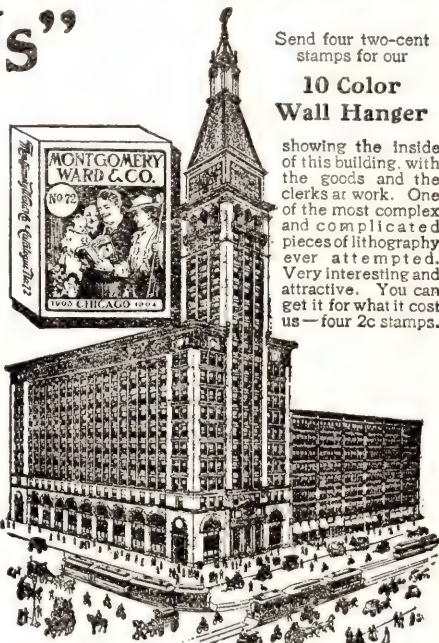 s”
Send four two-cent
stamps for our
10 Color
Wall Hanger
showing the inside
of this building, with
the goods and the
clerks at work. One
of the most complex
and complicated
pieces of lithography
ever attempted.
Very interesting and
attractive. You can
get it for what it cost
us—four 2c stamps.
MONTGOMERY
WARD & CO.
No 72
1903 CHICAGO 1904